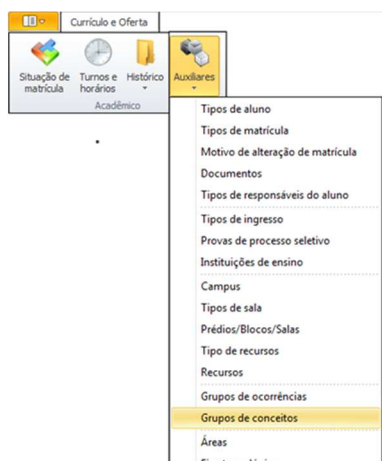 Currículo e Oferta
Situação de matrícula
Turnos e horários
Histórico
Auxiliares
Acadêmico
Tipos de aluno
Tipos de matrícula
Motivo de alteração de matrícula
Documentos
Tipos de responsáveis do aluno
Tipos de ingresso
Provas de processo seletivo
Instituições de ensino
Campus
Tipos de sala
Prédios/Blocos/Salas
Tipo de recursos
Recursos
Grupos de ocorrências
Grupos de conceitos
Áreas